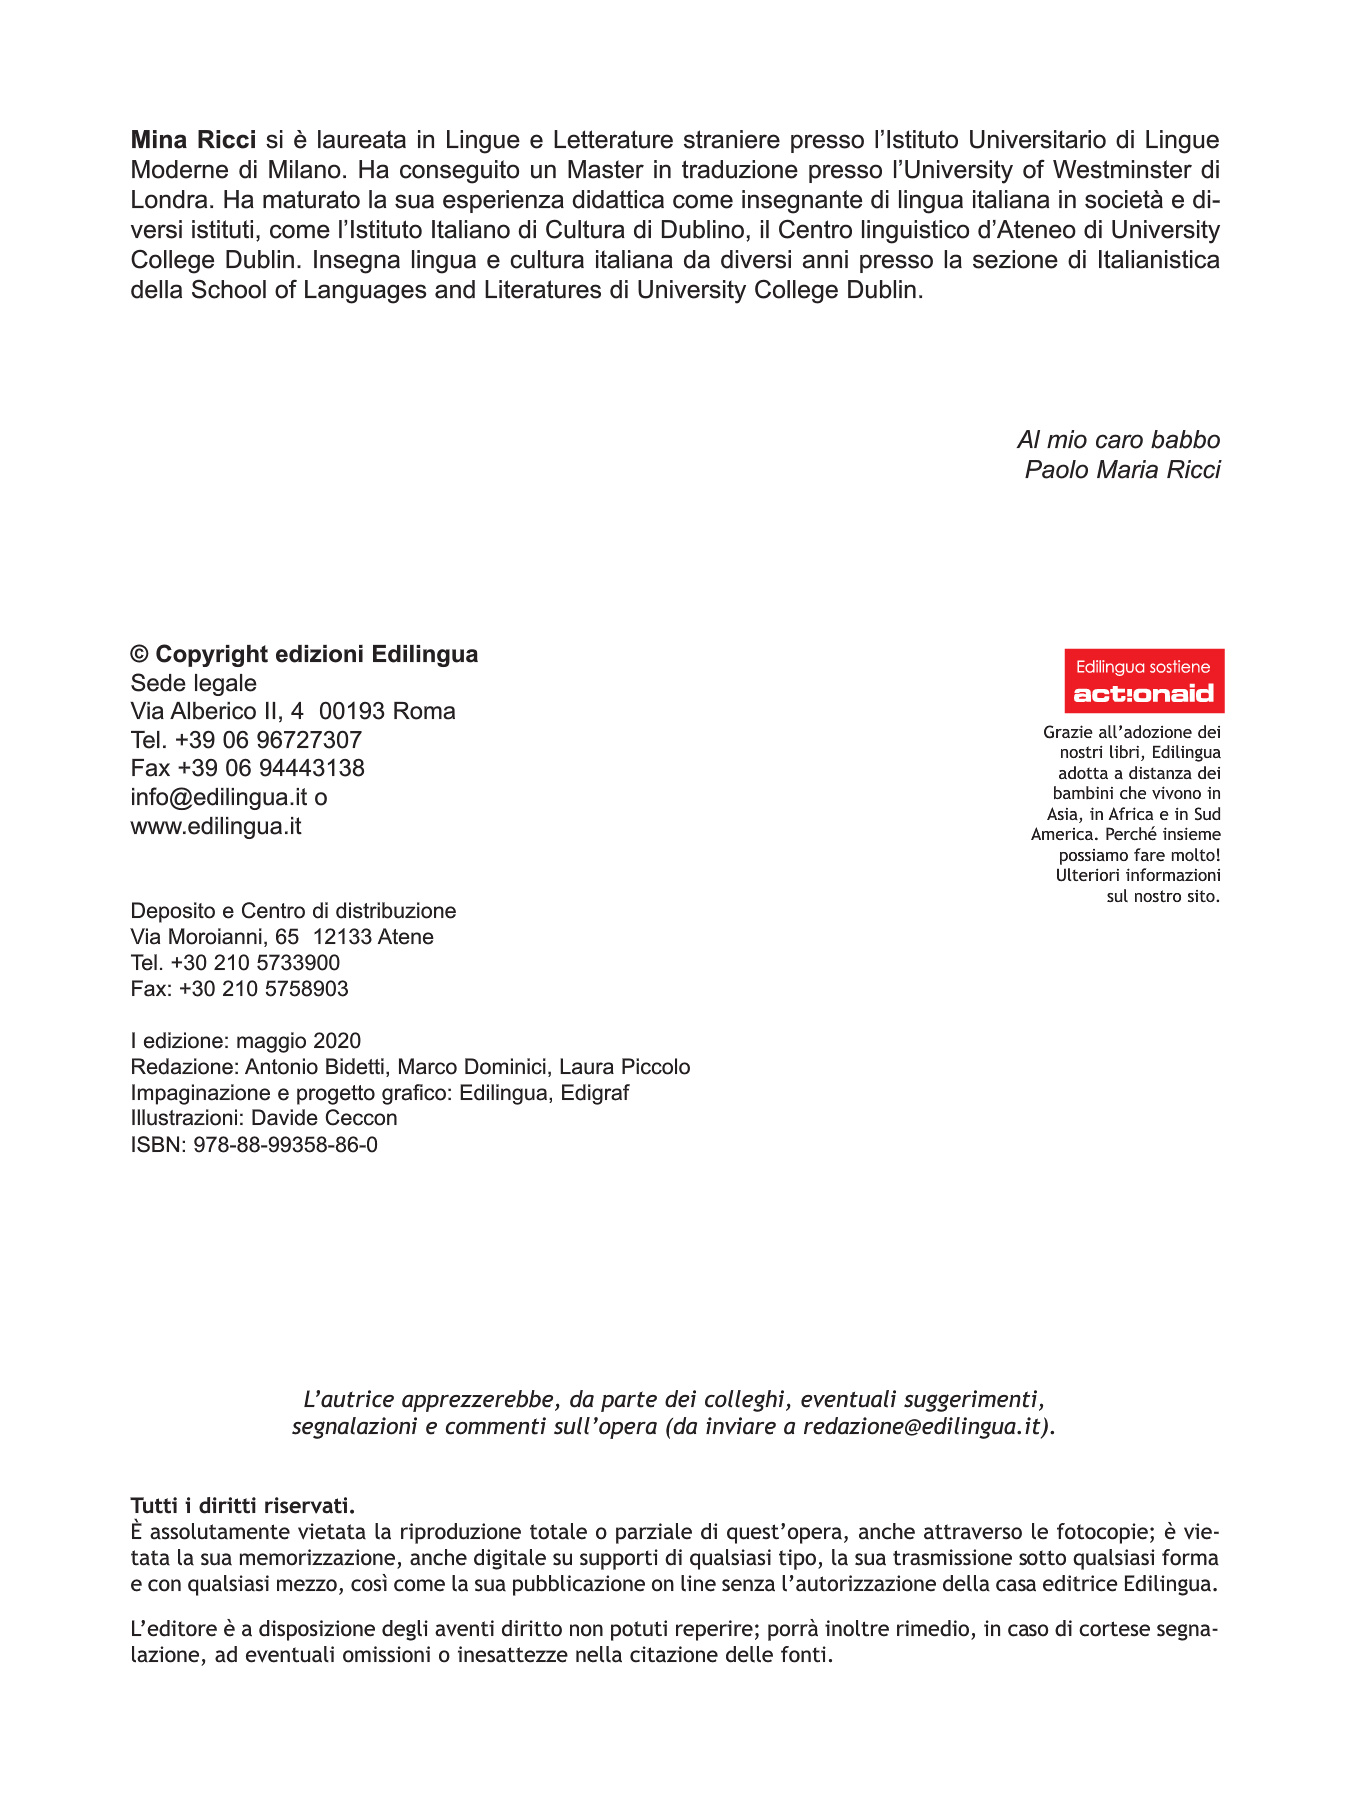 Mina Ricci si è laureata in Lingue e Letterature straniere presso l’Istituto Universitario di Lingue
Moderne di Milano. Ha conseguito un Master in traduzione presso l’University of Westminster di
Londra. Ha maturato la sua esperienza didattica come insegnante di lingua italiana in società e di-
versi istituti, come l’Istituto Italiano di Cultura di Dublino, il Centro linguistico d’Ateneo di University
College Dublin. Insegna lingua e cultura italiana da diversi anni presso la sezione di Italianistica
della School of Languages and Literatures di University College Dublin.
Al mio caro babbo
Paolo Maria Ricci
© Copyright edizioni Edilingua
Sede legale
Via Alberico II, 4  00193 Roma
Tel. +39 06 96727307
Fax +39 06 94443138
info@edilingua.it o
www.edilingua.it
Edilingua sostiene
act!onaid
Grazie all’adozione dei
nostri libri, Edilingua
adotta a distanza dei
bambini che vivono in
Asia, in Africa e in Sud
America. Perché insieme
possiamo fare molto!
Ulteriori informazioni
sul nostro sito.
Deposito e Centro di distribuzione
Via Moroianni, 65  12133 Atene
Tel. +30 210 5733900
Fax: +30 210 5758903
I edizione: maggio 2020
Redazione: Antonio Bidetti, Marco Dominici, Laura Piccolo
Impaginazione e progetto grafico: Edilingua, Edigraf
Illustrazioni: Davide Ceccon
ISBN: 978-88-99358-86-0
L’autrice apprezzerebbe, da parte dei colleghi, eventuali suggerimenti,
segnalazioni e commenti sull’opera (da inviare a redazione@edilingua.it).
Tutti i diritti riservati.
È assolutamente vietata la riproduzione totale o parziale di quest’opera, anche attraverso le fotocopie; è vie-
tata la sua memorizzazione, anche digitale su supporti di qualsiasi tipo, la sua trasmissione sotto qualsiasi forma
e con qualsiasi mezzo, così come la sua pubblicazione on line senza l’autorizzazione della casa editrice Edilingua.
L’editore è a disposizione degli aventi diritto non potuti reperire; porrà inoltre rimedio, in caso di cortese segna-
lazione, ad eventuali omissioni o inesattezze nella citazione delle fonti.